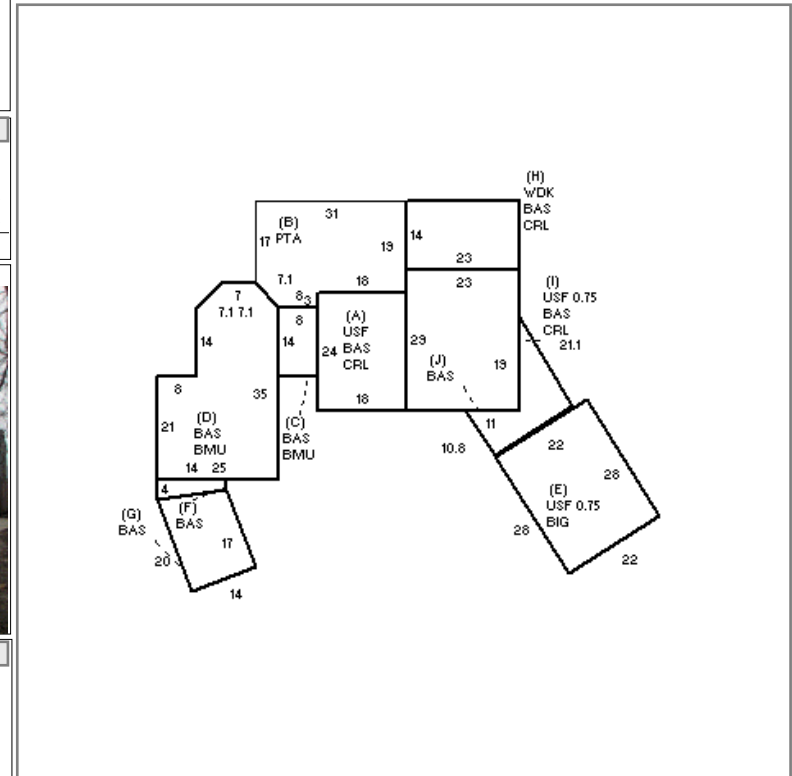 (H)
WDK
BAS
CRL
31
(B)
17 PTA
19
14
23
7.1
18
23
8 3
7
7.1 7.1
8
(I)
USF 0.75
BAS
CRL
21.1
(A)
USF
BAS
CRL
24
14
14
29
(J)
BAS
19
18
8
35
21
(D)
BAS
BMU
(C)
BAS
BMU
11
10.8
22
14 25
28
4
(E)
USF 0.75
BIG
(F)
BAS
(G)
BAS
28
17
20
22
14